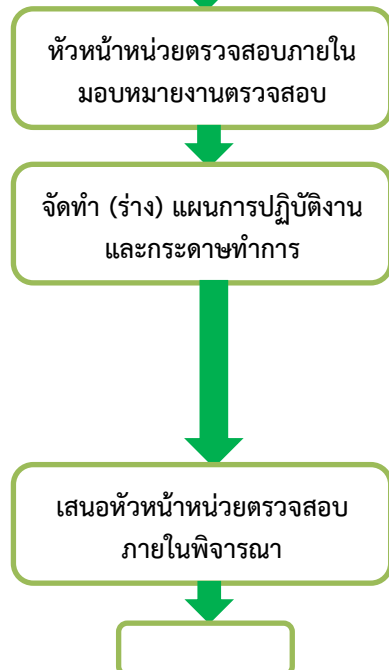 หัวหน้าหน่วยตรวจสอบภายใน
มอบหมายงานตรวจสอบ
จัดทำ (ร่าง) แผนการปฏิบัติงาน
และกระดาษทำการ
เสนอหัวหน้าหน่วยตรวจสอบ
ภายในพิจารณา